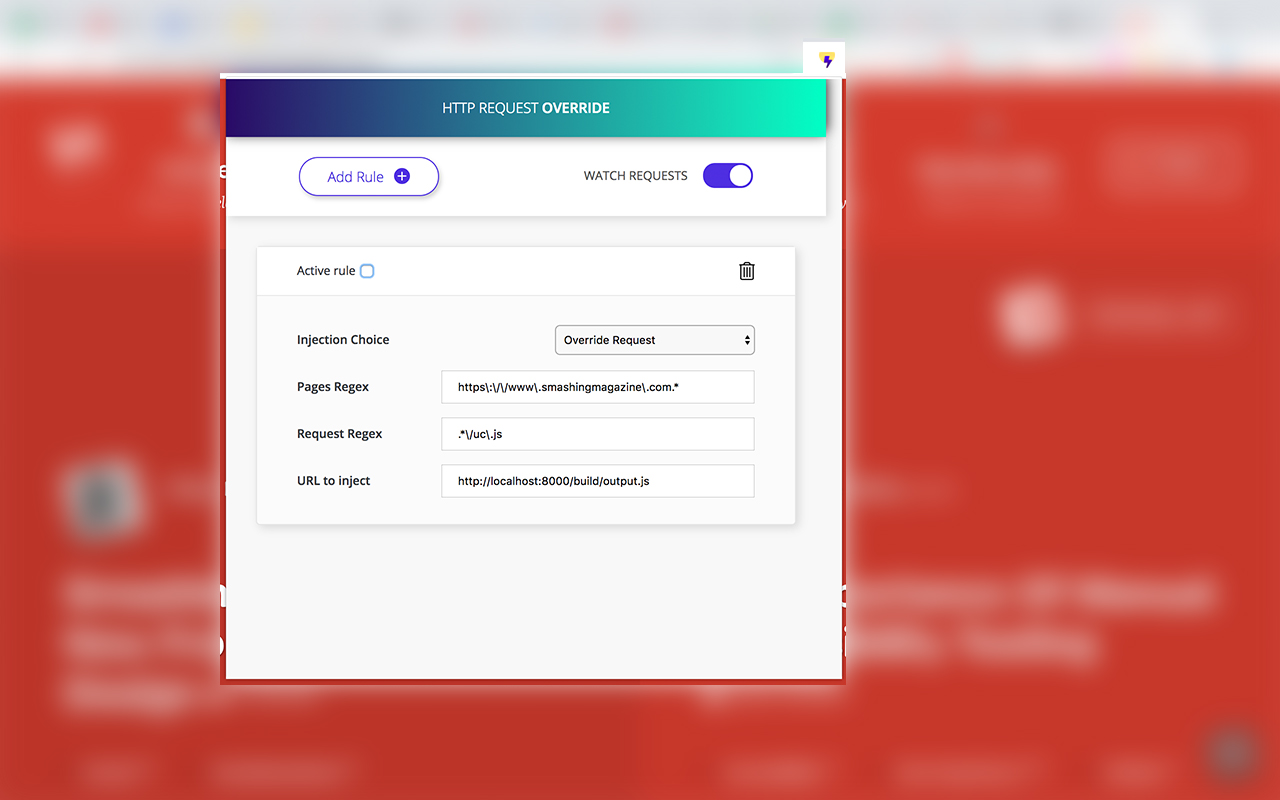 HTTP REQUEST OVERRIDE
Add Rule
WATCH REQUESTS
Active rule
Injection Choice
Override Request
Pages Regex
https\:\/\/www\.smashingmagazine\.com.*
Request Regex
.*\/uc\.js
URL to inject
http://localhost:8000/build/output.js